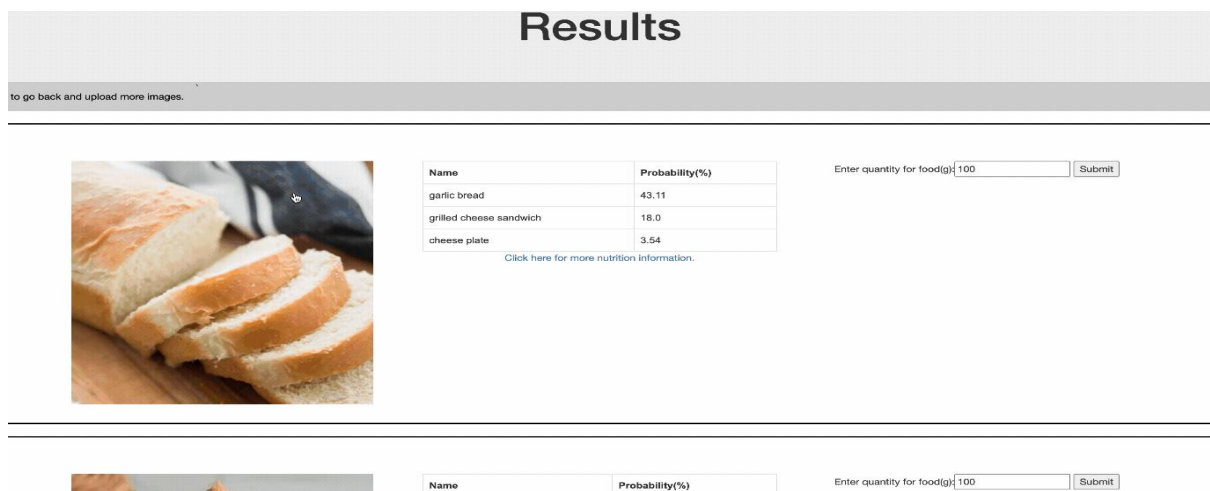 Results
to go back and upload more images.
Name Probability(%)
garlic bread 43.11
grilled cheese sandwich 18.0
cheese plate 3.54
Click here for more nutrition information.
Enter quantity for food(g): 100 Submit
Name Probability(%)
Enter quantity for food(g): 100 Submit